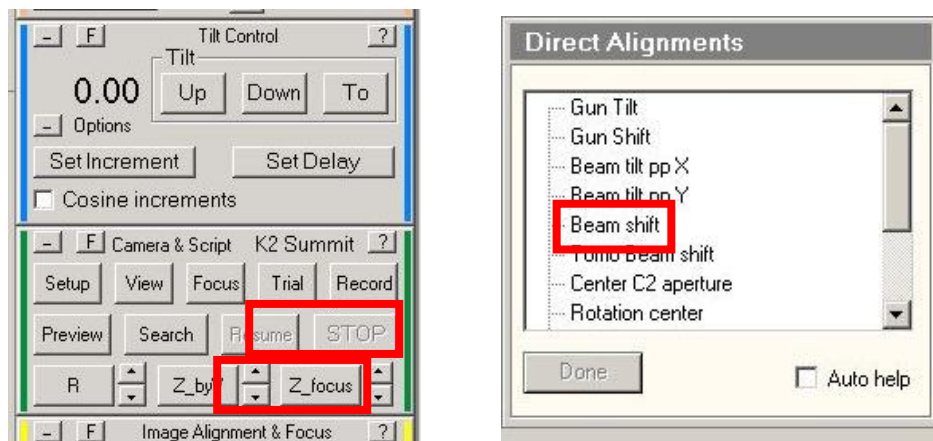 - F Tilt Control ?
Tilt
0.00 Up Down To
- Options
Set Increment Set Delay
Cosine increments
- F Camera & Script K2 Summit ?
Setup View Focus Trial Record
Preview Search Resume STOP
R Z_byV Z_focus
- F Image Alignment & Focus ?
Direct Alignments
Gun Tilt
Gun Shift
Beam tilt pp X
Beam tilt pp Y
Beam shift
Tomo Beam shift
Center C2 aperture
Rotation center
Done Auto help